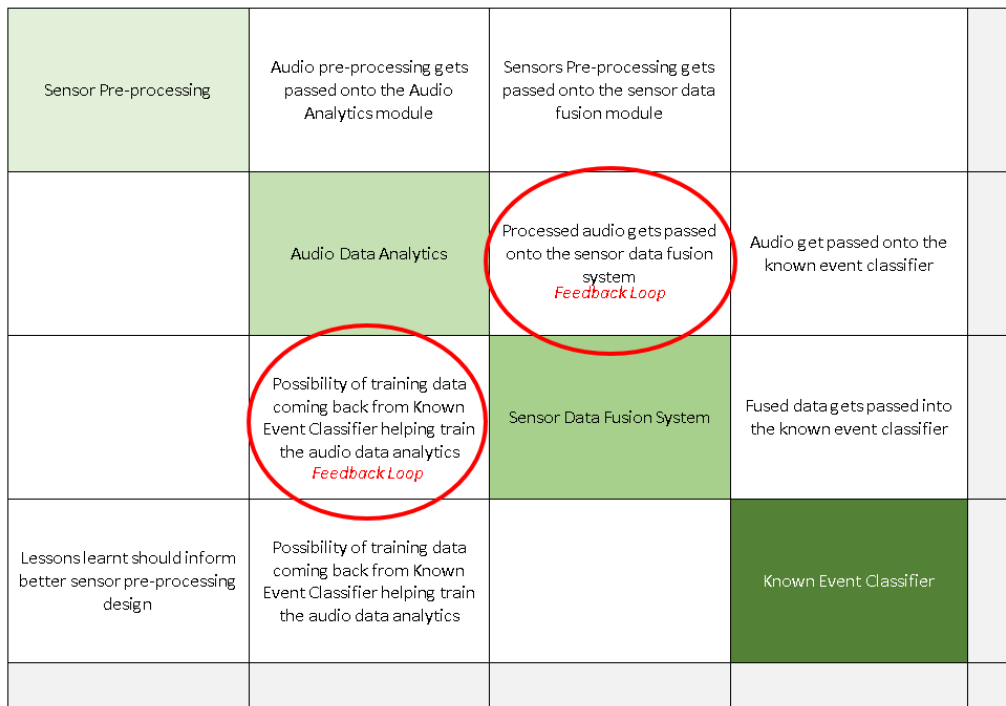 Sensor Pre-processing
Audio pre-processing gets
passed onto the Audio
Analytics module
Sensors Pre-processing gets
passed onto the sensor data
fusion module
Audio Data Analytics
Processed audio gets passed
onto the sensor data fusion
system
Feedback Loop
Audio get passed onto the
known event classifier
Possibility of training data
coming back from Known
Event Classifier helping train
the audio data analytics
Feedback Loop
Sensor Data Fusion System
Fused data gets passed into
the known event classifier
Lessons learnt should inform
better sensor pre-processing
design
Possibility of training data
coming back from Known
Event Classifier helping train
the audio data analytics
Known Event Classifier